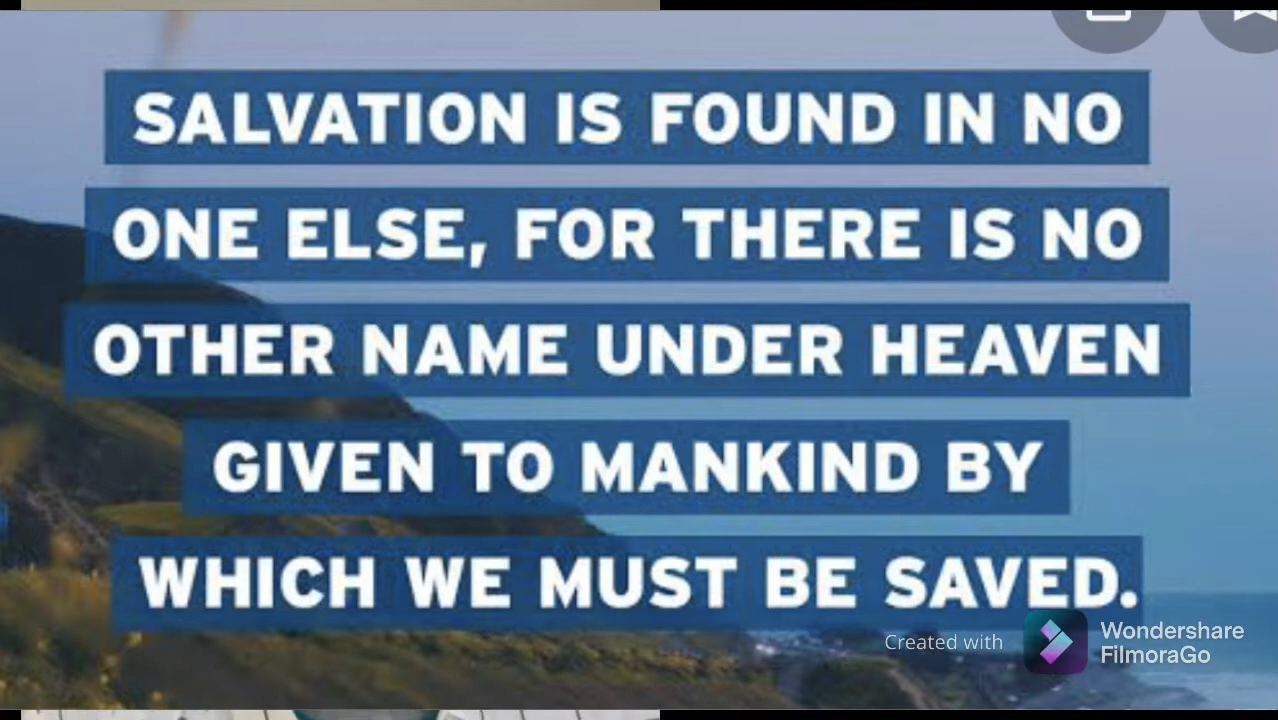 SALVATION IS FOUND IN NO
ONE ELSE, FOR THERE IS NO
OTHER NAME UNDER HEAVEN
GIVEN TO MANKIND BY
WHICH WE MUST BE SAVED.
Created with
Wondershare
FilmoraGo